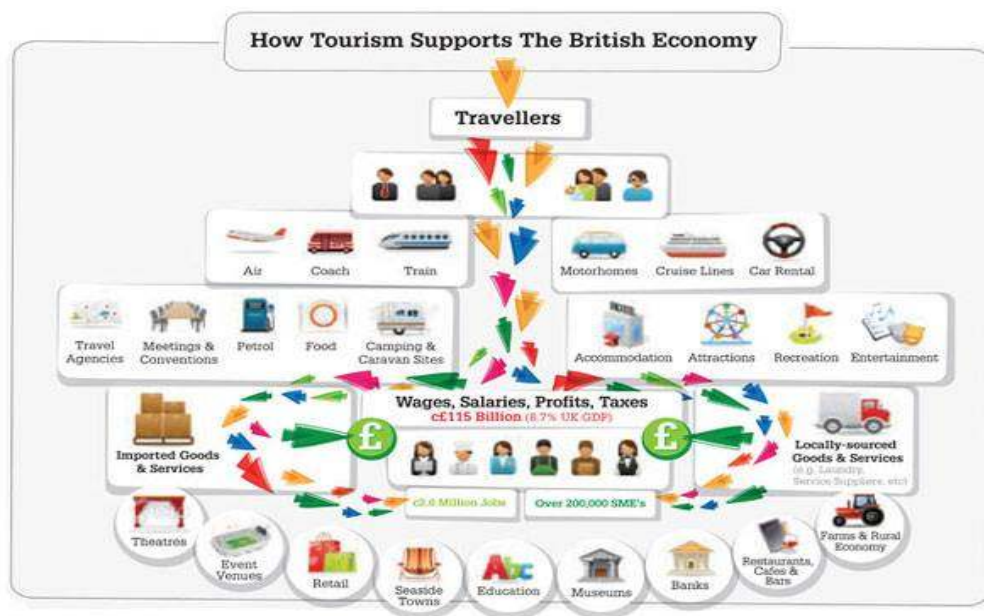 How Tourism Supports The British Economy
Travellers
Air
Coach
Train
Motorhomes
Cruise Lines
Car Rental
Travel
Agencies
Meetings &
Conventions
Petrol
Food
Camping &
Caravan Sites
Accommodation
Attractions
Recreation
Entertainment
Wages, Salaries, Profits, Taxes
c£115 Billion (8.7% UK GDP)
£
£
Imported Goods
& Services
Locally-sourced
Goods & Services
(e.g. Laundry,
Service Suppliers, etc)
c2.6 Million Jobs
Over 200,000 SME's
Theatres
Event
Venues
Retail
Seaside
Towns
Abc
Education
Museums
Banks
Restaurants,
Cafes &
Bars
Farms & Rural
Economy